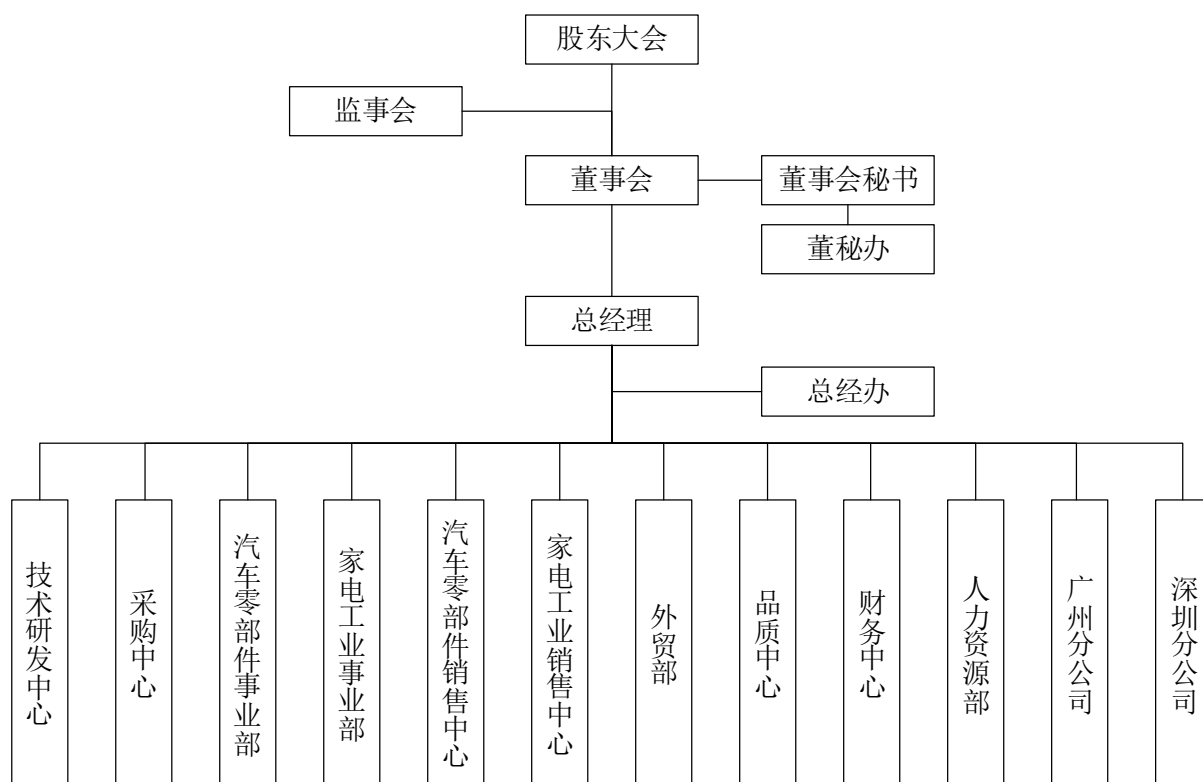 股东大会
监事会
董事会
董事会秘书
董秘办
总经理
总经办
技术研发中心
采购中心
汽车零部件事业部
家电工业事业部
汽车零部件销售中心
家电工业销售中心
外贸部
品质中心
财务中心
人力资源部
广州分公司
深圳分公司